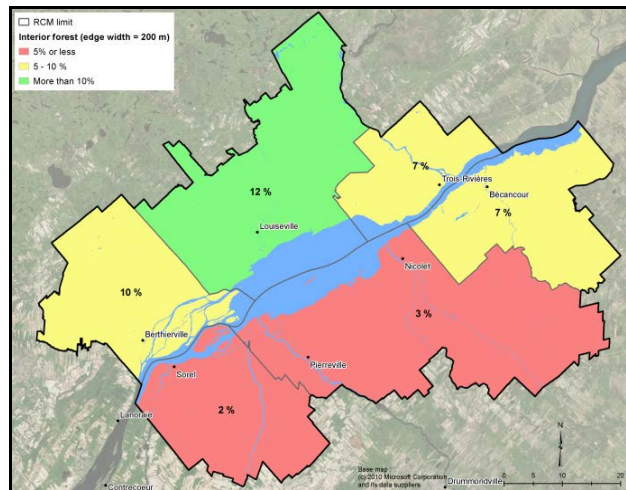 RCM limit
Interior forest (edge width = 200 m)
5% or less
5 - 10 %
More than 10%
7 %
Trois-Rivières
Bécancour
12 %
7 %
Louiseville
Nicolet
10 %
3 %
Berthierville
Pierreville
Sorel
2 %
Lanoraie
N
Base map :
(c) 2010 Microsoft Corporation
and its data suppliers
Contrecoeur
Drummondville
0 5 10 20